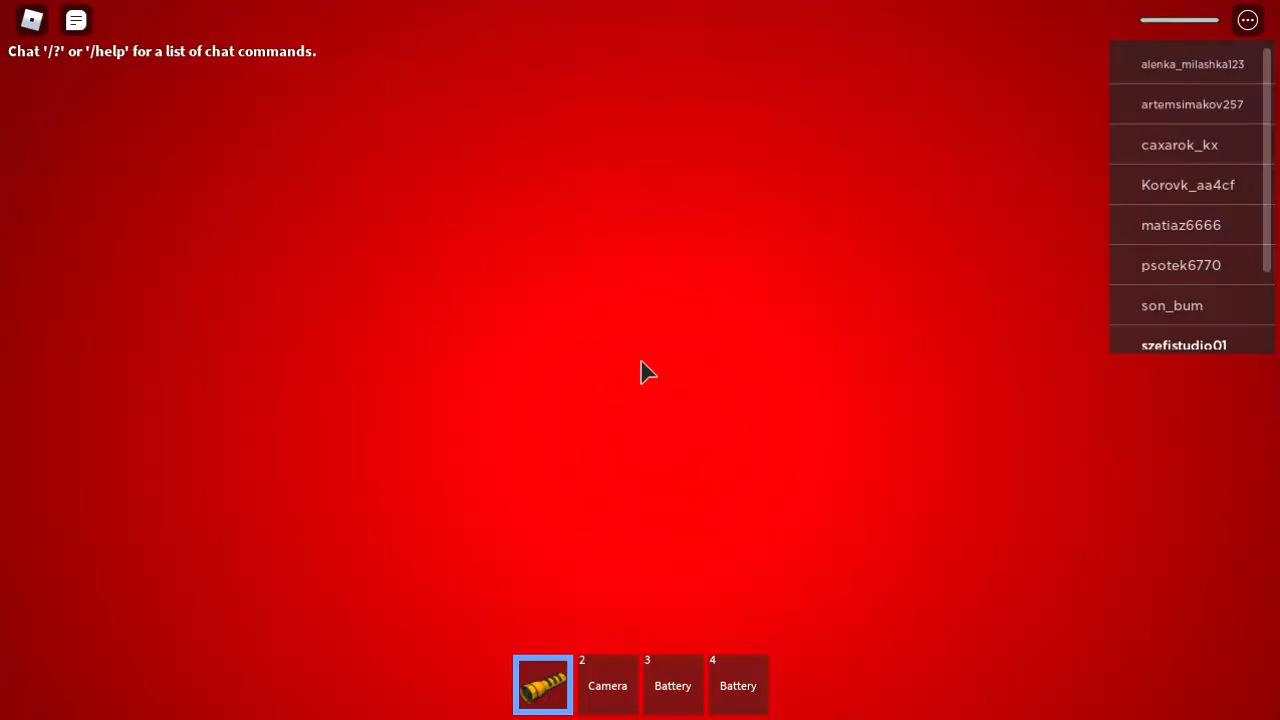 Chat '/?' or '/help' for a list of chat commands.
alenka_milashka123
artemsimakov257
caxarok_kx
Korovk_aa4cf
matiaz6666
psotek6770
son_bum
szefistudio01
2
Camera
3
Battery
4
Battery